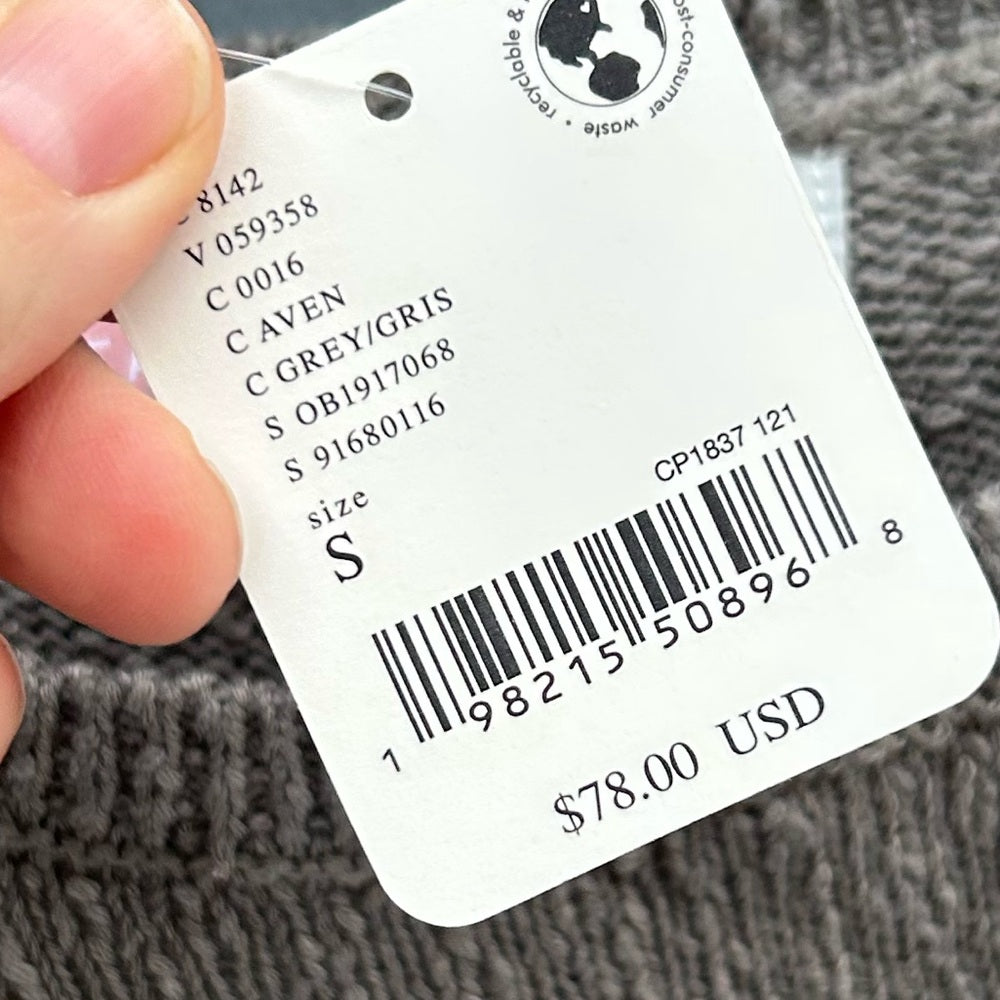 recyclable &
ost-consumer waste •
8142
V 059358
C 0016
C AVEN
C GREY/GRIS
S OB1917068
S 91680116
size
S
CP1837 121
1 98215 50896 8
$78.00 USD